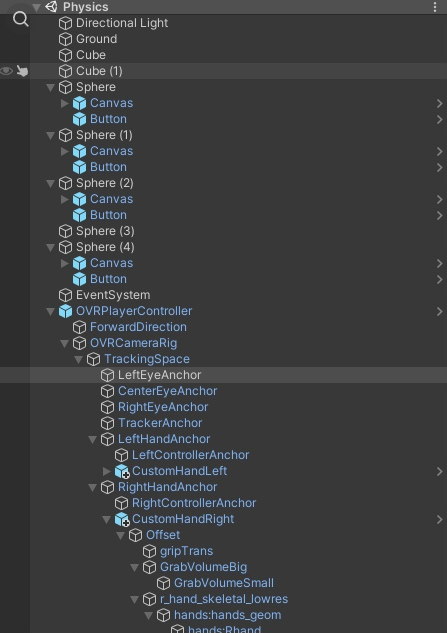 Physics
Directional Light
Ground
Cube
Cube (1)
Sphere
Canvas
Button
Sphere (1)
Canvas
Button
Sphere (2)
Canvas
Button
Sphere (3)
Sphere (4)
Canvas
Button
EventSystem
OVRPlayerController
ForwardDirection
OVRCameraRig
TrackingSpace
LeftEyeAnchor
CenterEyeAnchor
RightEyeAnchor
TrackerAnchor
LeftHandAnchor
LeftControllerAnchor
CustomHandLeft
RightHandAnchor
RightControllerAnchor
CustomHandRight
Offset
gripTrans
GrabVolumeBig
GrabVolumeSmall
r_hand_skeletal_lowres
hands:hands_geom
hands:Rhand